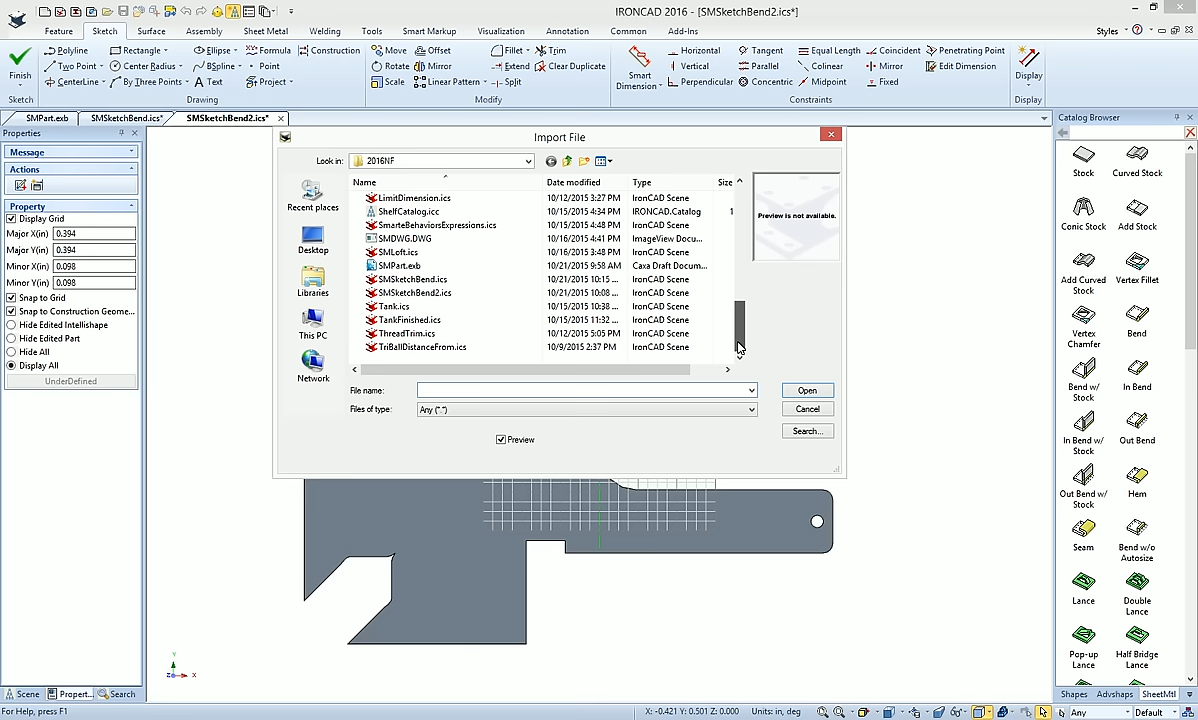 IRONCAD 2016 - [SMSketchBend2.ics*]
Feature Sketch Surface Assembly Sheet Metal Welding Tools Smart Markup Visualization Annotation Common Add-Ins Styles
Polyline Rectangle Ellipse Formula Construction Move Offset Fillet Trim Horizontal Tangent Equal Length Coincident Penetrating Point
Two Point Center Radius BSpline Point Rotate Mirror Extend Clear Duplicate Vertical Parallel Colinear Mirror Edit Dimension
Finish CenterLine By Three Points Text Project Scale Linear Pattern Split Smart Dimension Perpendicular Concentric Midpoint Fixed Display
Sketch Drawing Modify Constraints Display
SMPart.exb SMSketchBend.ics* SMSketchBend2.ics*
Properties
Message
Actions
Property
Display Grid
Major X(in) 0.394
Major Y(in) 0.394
Minor X(in) 0.098
Minor Y(in) 0.098
Snap to Grid
Snap to Construction Geome...
Hide Edited Intellishape
Hide Edited Part
Hide All
Display All
UnderDefined
Import File
Look in: 2016NF
Recent places
Desktop
Libraries
This PC
Network
Name Date modified Type Size
LimitDimension.ics 10/12/2015 3:27 PM IronCAD Scene
ShelfCatalog.icc 10/15/2015 4:34 PM IRONCAD.Catalog 1
SmarteBehaviorsExpressions.ics 10/15/2015 4:48 PM IronCAD Scene
SMDWG.DWG 10/16/2015 4:41 PM ImageView Docu...
SMLoft.ics 10/16/2015 3:48 PM IronCAD Scene
SMPart.exb 10/21/2015 9:58 AM Caxa Draft Docum...
SMSketchBend.ics 10/21/2015 10:15 ... IronCAD Scene
SMSketchBend2.ics 10/21/2015 10:08 ... IronCAD Scene
Tank.ics 10/15/2015 10:38 ... IronCAD Scene
TankFinished.ics 10/15/2015 11:32 ... IronCAD Scene
ThreadTrim.ics 10/12/2015 5:05 PM IronCAD Scene
TriBallDistanceFrom.ics 10/9/2015 2:37 PM IronCAD Scene
Preview is not available.
File name: Open
Files of type: Any (*.*) Cancel
Search...
Preview
Catalog Browser
Stock Curved Stock
Conic Stock Add Stock
Add Curved Stock Vertex Fillet
Vertex Chamfer Bend
Bend w/ Stock In Bend
In Bend w/ Stock Out Bend
Out Bend w/ Stock Hem
Seam Bend w/o Autosize
Lance Double Lance
Pop-up Lance Half Bridge Lance
Shapes Advshaps SheetMtl
Y
Z X
Scene Propert... Search
For Help, press F1 X: -0.421 Y: 0.501 Z: 0.000 Units: in, deg Any Default